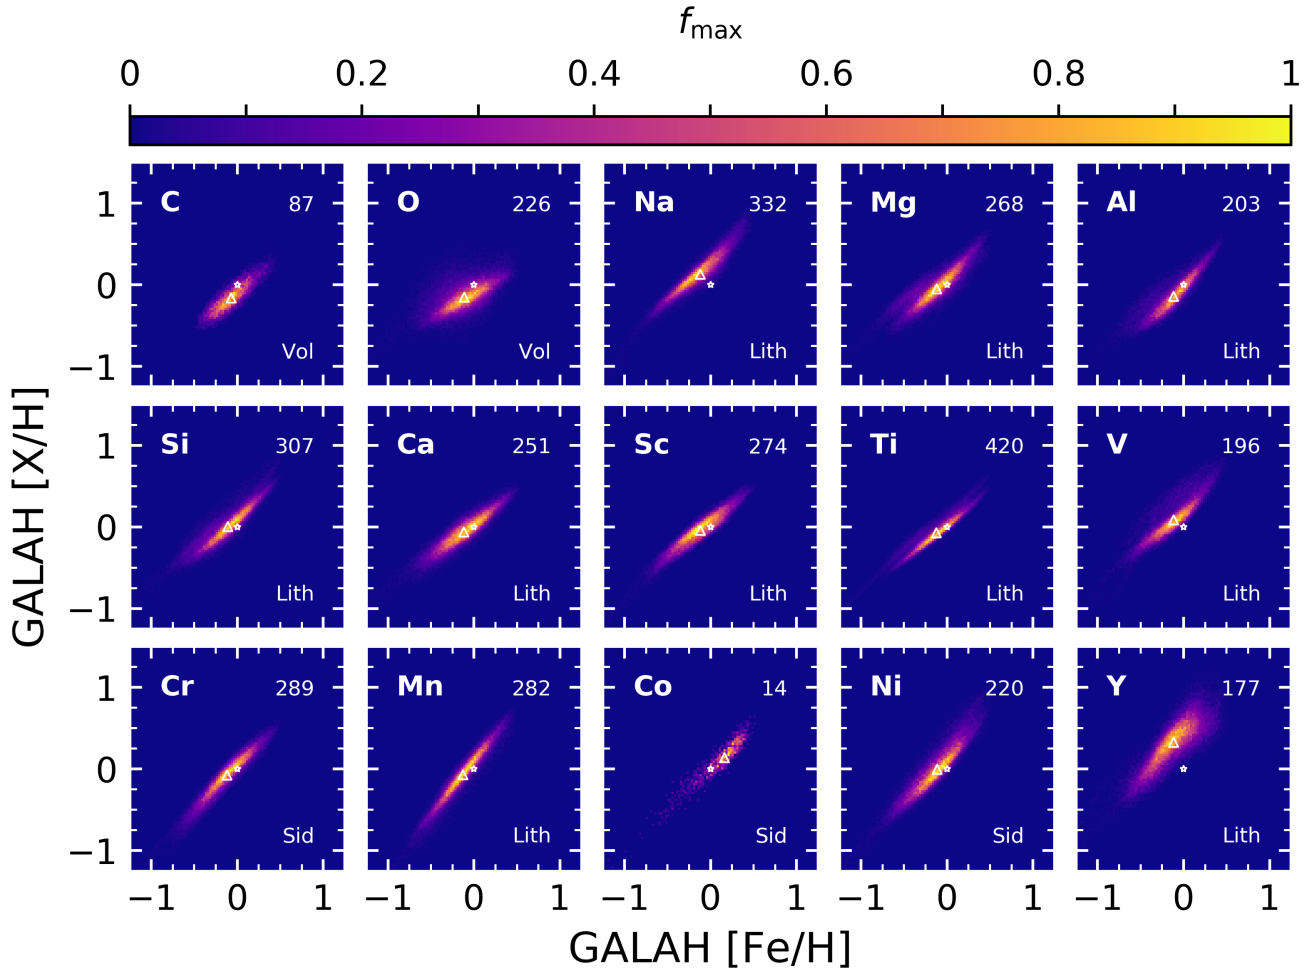 f_max
0 0.2 0.4 0.6 0.8 1
C 87 O 226 Na 332 Mg 268 Al 203
1
0
Vol Vol Lith Lith Lith
−1
Si 307 Ca 251 Sc 274 Ti 420 V 196
1
0
Lith Lith Lith Lith Lith
−1
Cr 289 Mn 282 Co 14 Ni 220 Y 177
1
0
Sid Lith Sid Sid Lith
−1
−1 0 1 −1 0 1 −1 0 1 −1 0 1 −1 0 1
GALAH [X/H]
GALAH [Fe/H]